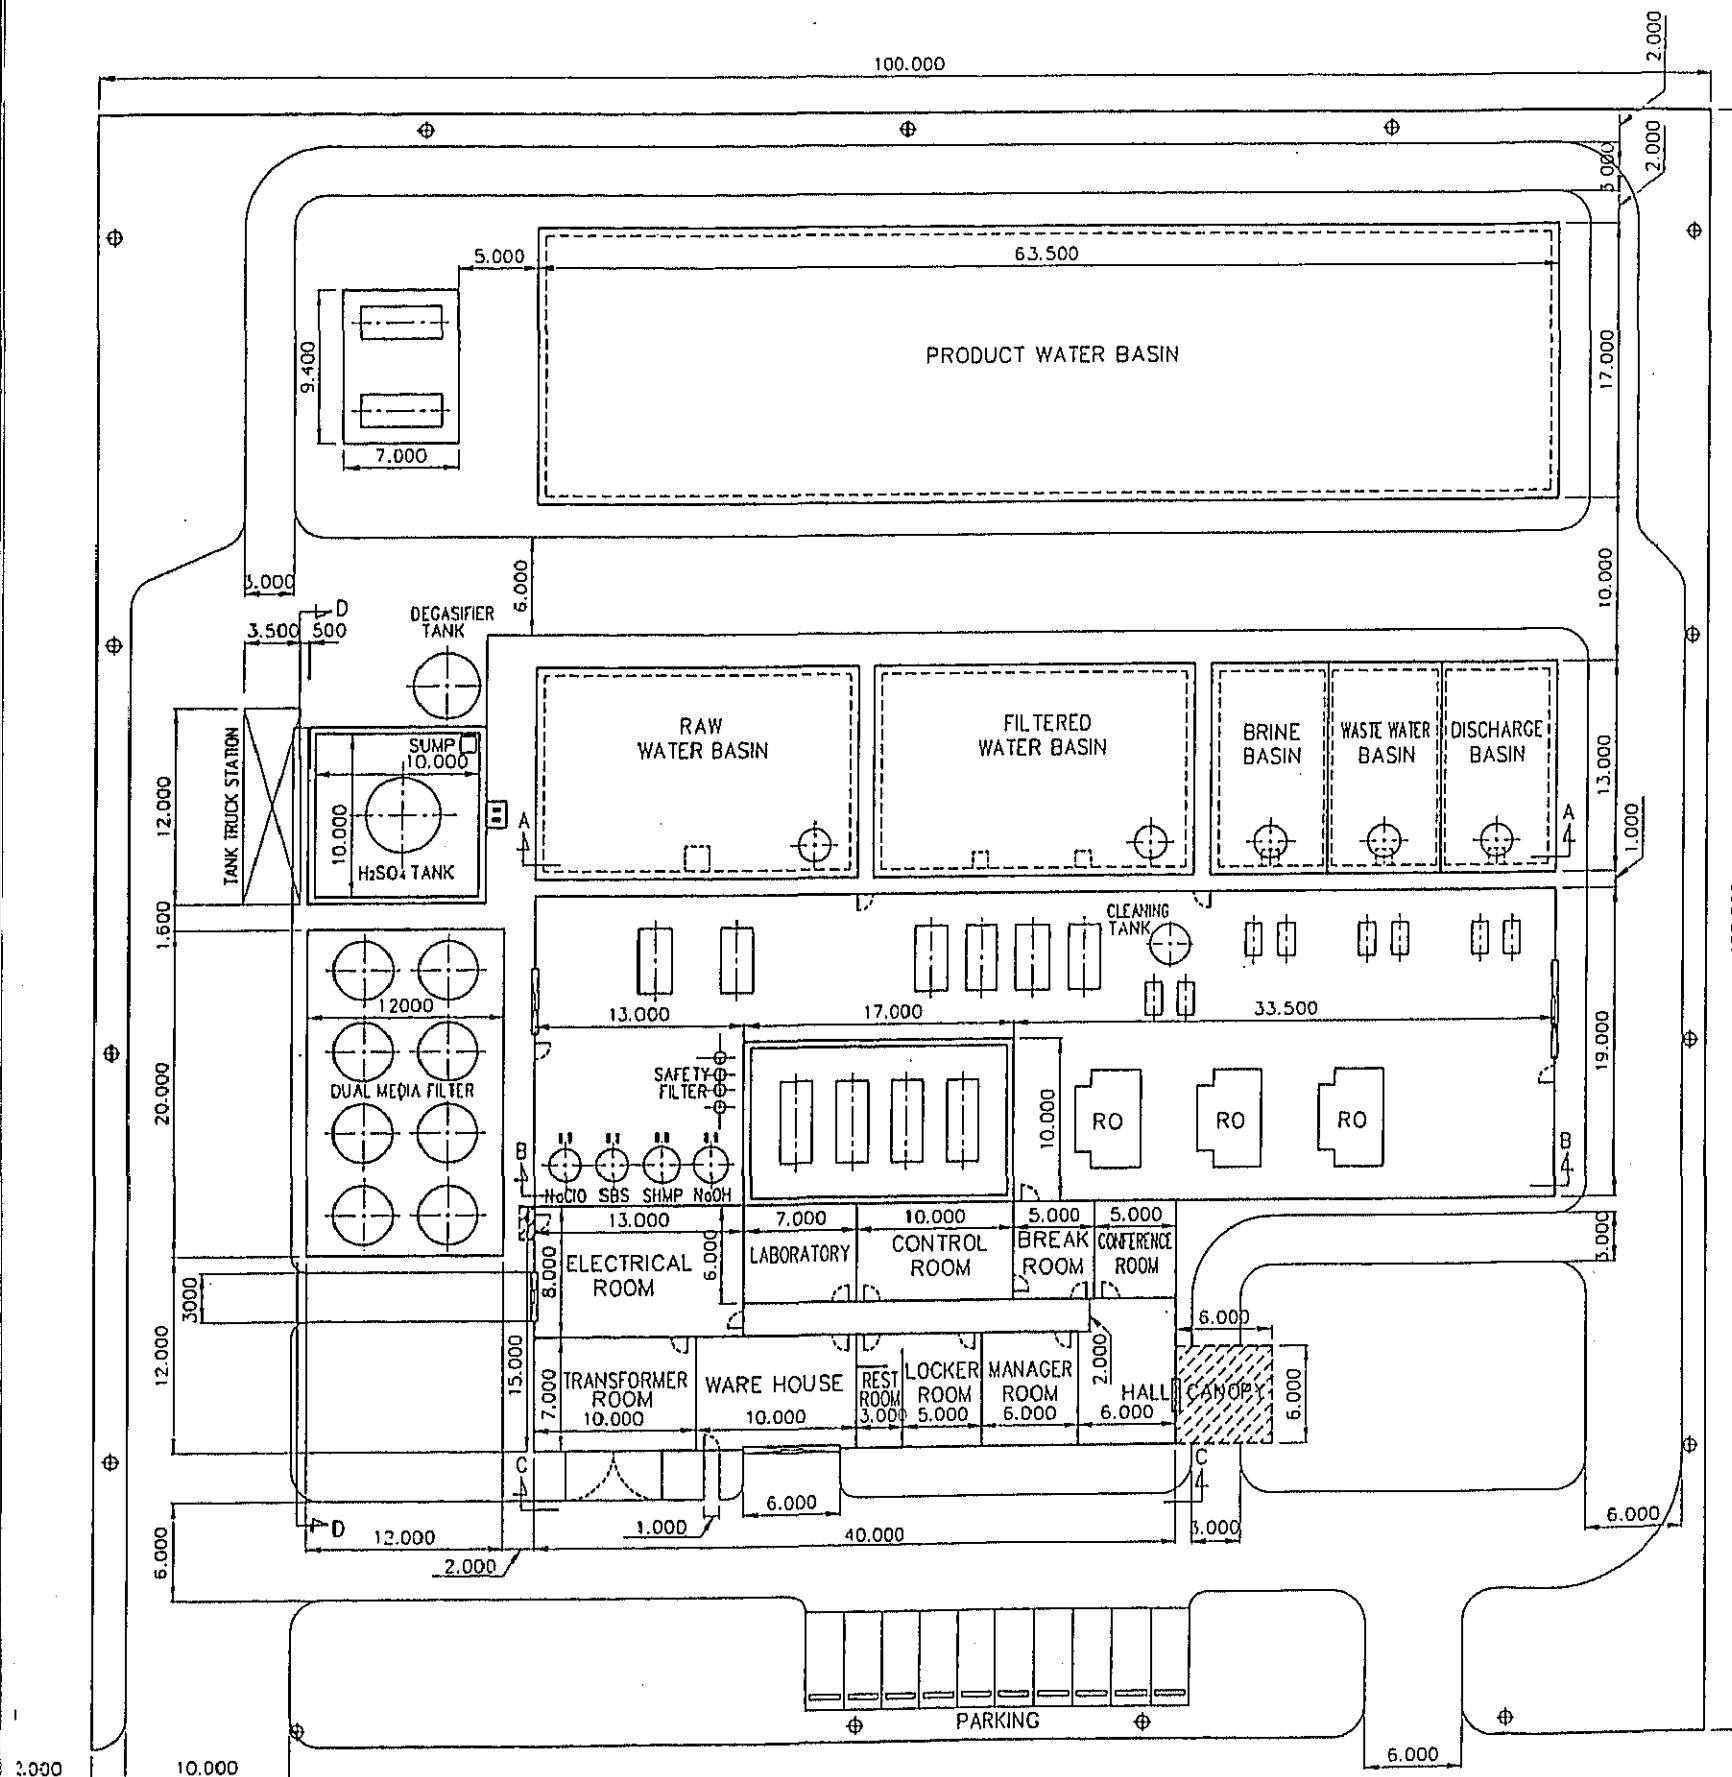 2.000
100.000
2.000
3.000
5.000
63.500
9.400
PRODUCT WATER BASIN
17.000
7.000
10.000
6.000
D
DEGASIFIER
TANK
3.500
500
TANK TRUCK STATION
12.000
SUMP
10.000
10.000
H₂SO₄ TANK
RAW
WATER BASIN
FILTERED
WATER BASIN
BRINE
BASIN
WASTE WATER
BASIN
DISCHARGE
BASIN
13.000
A
A
1.000
CLEANING
TANK
13.000
17.000
33.500
19.000
12000
DUAL MEDIA FILTER
20.000
SAFETY
FILTER
10.000
RO
RO
RO
B
B
NaClO
SBS
SHMP
NaOH
13.000
7.000
10.000
5.000
5.000
3.000
ELECTRICAL
ROOM
8.000
6.000
LABORATORY
CONTROL
ROOM
BREAK
ROOM
CONFERENCE
ROOM
3000
12.000
15.000
7.000
TRANSFORMER
ROOM
10.000
WARE HOUSE
10.000
REST
ROOM
3.000
LOCKER
ROOM
5.000
MANAGER
ROOM
6.000
2.000
HALL
6.000
6.000
CANOPY
6.000
C
C
6.000
1.000
40.000
3.000
6.000
D
12.000
2.000
6.000
PARKING
10.000
6.000